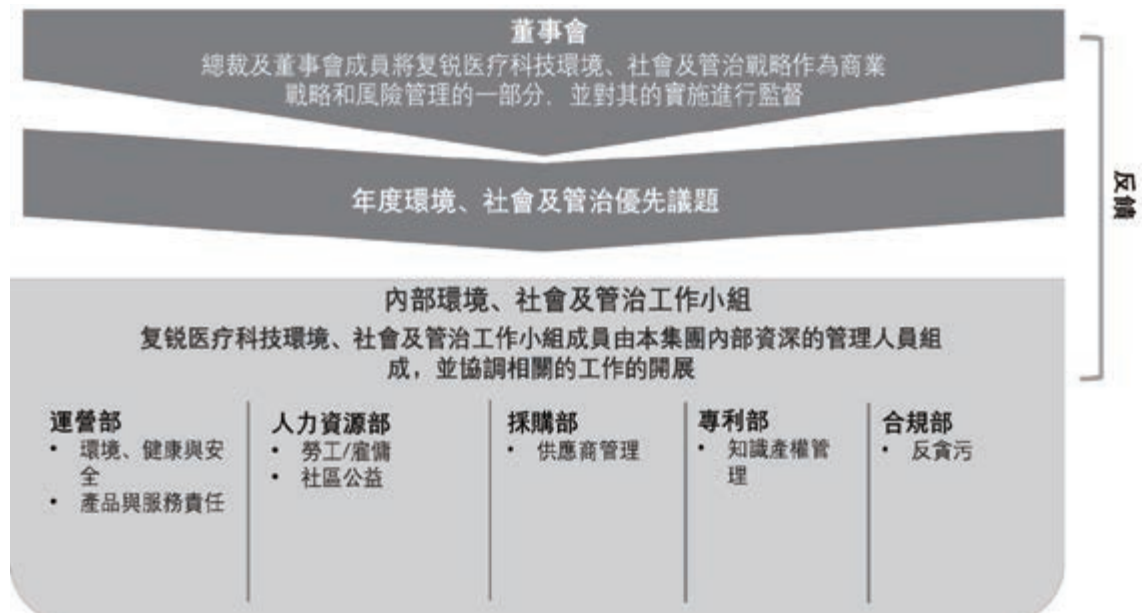 董事會
總裁及董事會成員將复锐医疗科技環境、社會及管治戰略作為商業
戰略和風險管理的一部分，並對其的實施進行監督
年度環境、社會及管治優先議題
反饋
內部環境、社會及管治工作小組
复锐医疗科技環境、社會及管治工作小組成員由本集團內部資深的管理人員組
成，並協調相關的工作的開展
運營部
• 環境、健康與安
全
• 產品與服務責任
人力資源部
• 勞工/雇傭
• 社區公益
採購部
• 供應商管理
專利部
• 知識產權管
理
合規部
• 反貪污